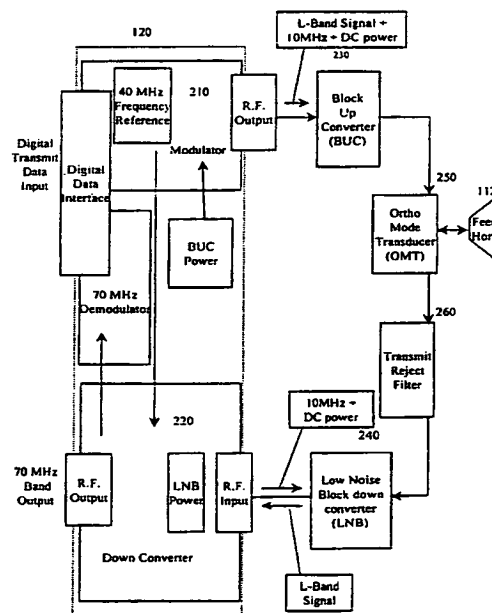 120
L-Band Signal +
10MHz + DC power
230
40 MHz
Frequency
Reference
210
R.F.
Output
Block
Up
Converter
(BUC)
Digital
Transmit
Data
Input
Digital
Data
Interface
Modulator
250
112
Ortho
Mode
Transducer
(OMT)
Feed
Horn
BUC
Power
70 MHz
Demodulator
260
Transmit
Reject
Filter
220
10MHz +
DC power
240
70 MHz
Band
Output
R.F.
Output
LNB
Power
R.F.
Input
Low Noise
Block down
converter
(LNB)
Down Converter
L-Band
Signal